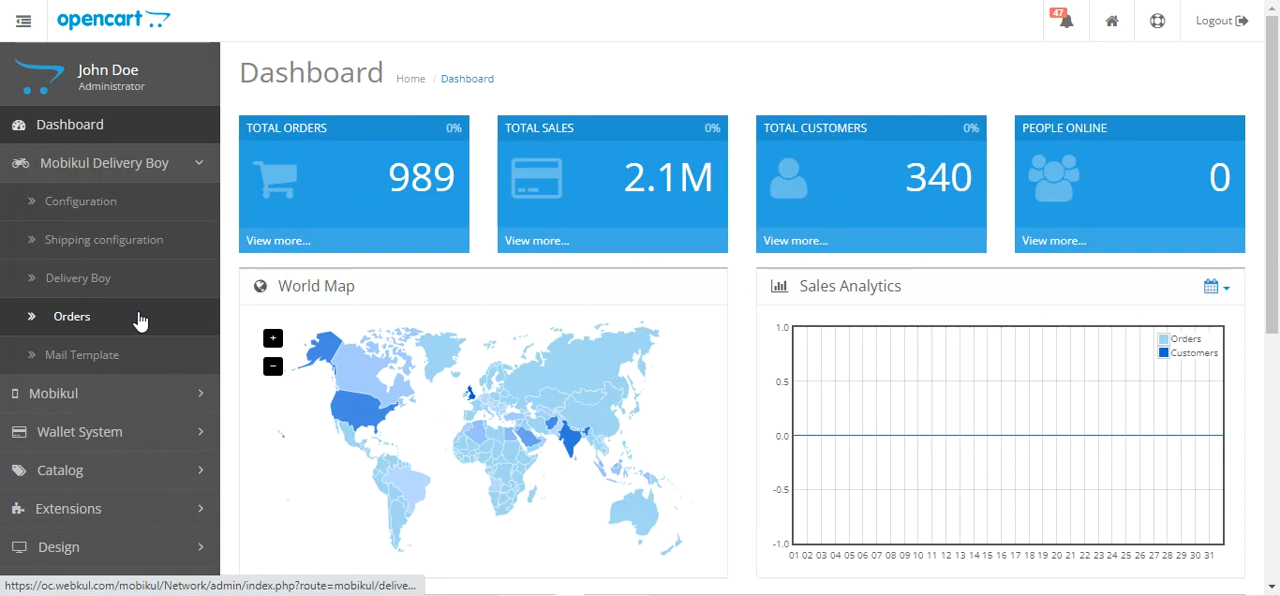 opencart
47
Logout
John Doe
Administrator
Dashboard
Mobikul Delivery Boy
Configuration
Shipping configuration
Delivery Boy
Orders
Mail Template
Mobikul
Wallet System
Catalog
Extensions
Design
https://oc.webkul.com/mobikul/Network/admin/index.php?route=mobikul/delive...
Dashboard Home / Dashboard
TOTAL ORDERS 0%
989
View more...
TOTAL SALES 0%
2.1M
View more...
TOTAL CUSTOMERS 0%
340
View more...
PEOPLE ONLINE
0
View more...
World Map
+
−
Sales Analytics
Orders
Customers
1.0
0.5
0.0
-0.5
-1.0
01 02 03 04 05 06 07 08 09 10 11 12 13 14 15 16 17 18 19 20 21 22 23 24 25 26 27 28 29 30 31